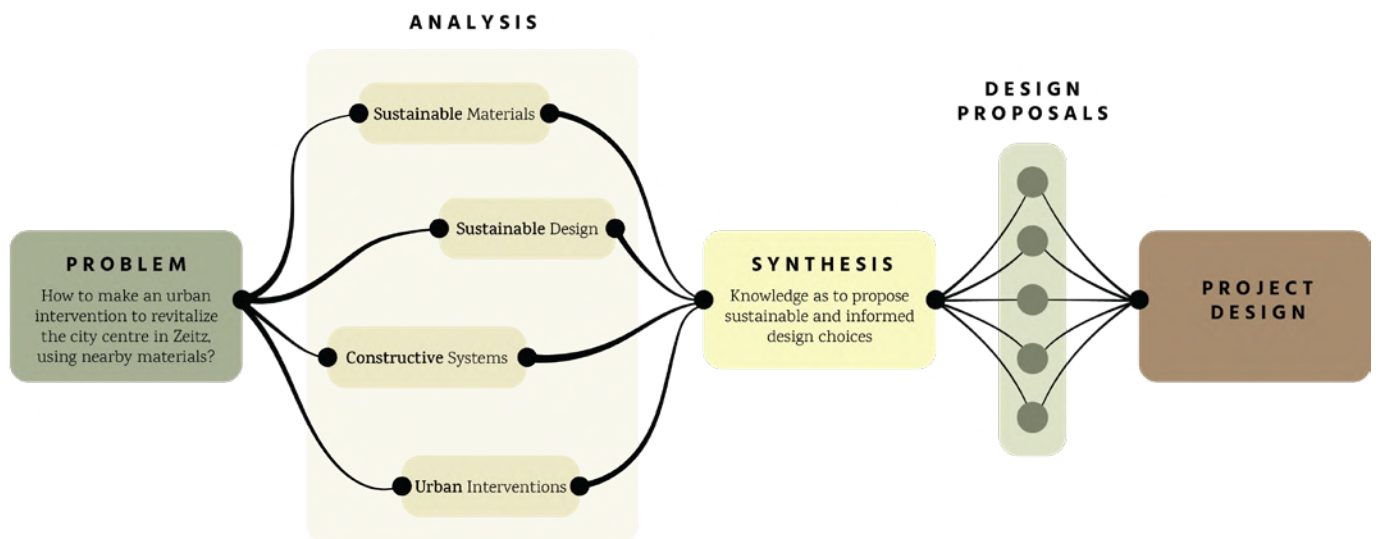 ANALYSIS
Sustainable Materials
Sustainable Design
Constructive Systems
Urban Interventions
PROBLEM
How to make an urban
intervention to revitalize
the city centre in Zeitz,
using nearby materials?
SYNTHESIS
Knowledge as to propose
sustainable and informed
design choices
DESIGN
PROPOSALS
PROJECT
DESIGN